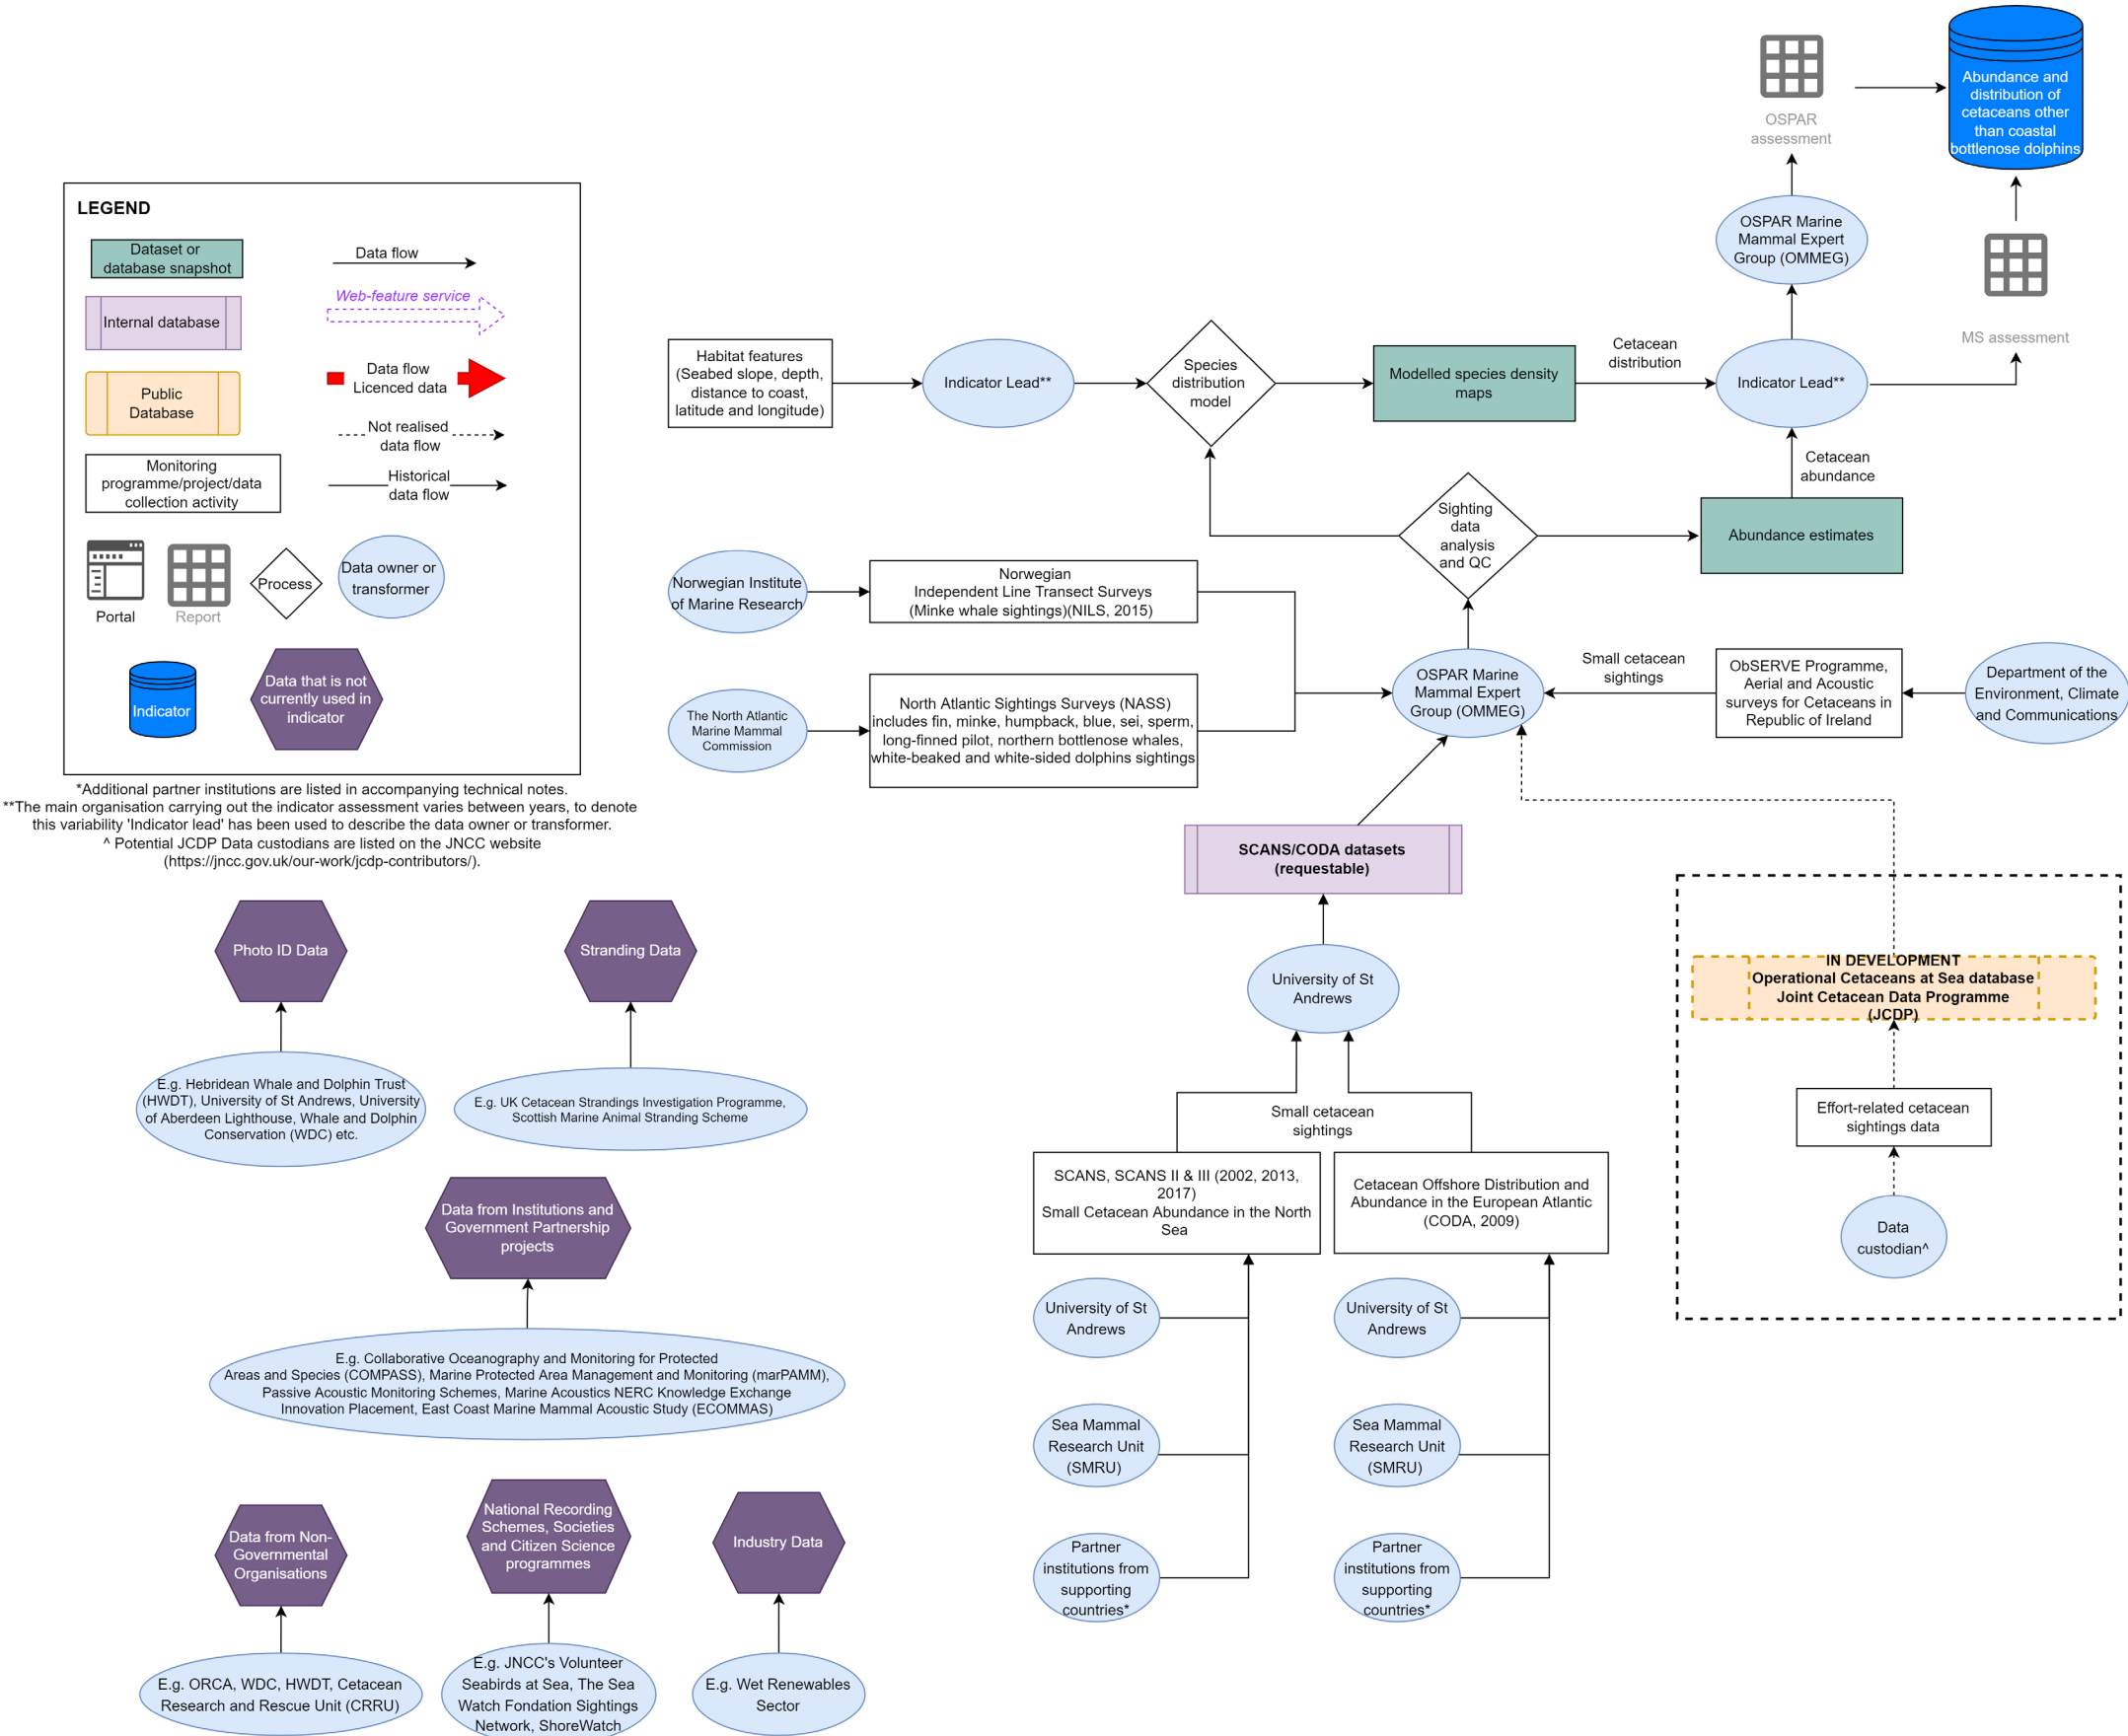 Abundance and
distribution of
cetaceans other
than coastal
bottlenose dolphins
OSPAR
assessment
LEGEND
Dataset or
database snapshot
Data flow
Internal database
Web-feature service
Public
Database
Data flow
Licenced data
Not realised
data flow
Monitoring
programme/project/data
collection activity
Historical
data flow
Portal
Report
Process
Data owner or
transformer
Indicator
Data that is not
currently used in
indicator
*Additional partner institutions are listed in accompanying technical notes.
**The main organisation carrying out the indicator assessment varies between years, to denote
this variability 'Indicator lead' has been used to describe the data owner or transformer.
^ Potential JCDP Data custodians are listed on the JNCC website
(https://jncc.gov.uk/our-work/jcdp-contributors/).
OSPAR Marine
Mammal Expert
Group (OMMEG)
MS assessment
Habitat features
(Seabed slope, depth,
distance to coast,
latitude and longitude)
Indicator Lead**
Species
distribution
model
Modelled species density
maps
Cetacean
distribution
Indicator Lead**
Cetacean
abundance
Sighting
data
analysis
and QC
Abundance estimates
Norwegian Institute
of Marine Research
Norwegian
Independent Line Transect Surveys
(Minke whale sightings)(NILS, 2015)
The North Atlantic
Marine Mammal
Commission
North Atlantic Sightings Surveys (NASS)
includes fin, minke, humpback, blue, sei, sperm,
long-finned pilot, northern bottlenose whales,
white-beaked and white-sided dolphins sightings
OSPAR Marine
Mammal Expert
Group (OMMEG)
Small cetacean
sightings
ObSERVE Programme,
Aerial and Acoustic
surveys for Cetaceans in
Republic of Ireland
Department of the
Environment, Climate
and Communications
SCANS/CODA datasets
(requestable)
University of St
Andrews
Small cetacean
sightings
SCANS, SCANS II & III (2002, 2013,
2017)
Small Cetacean Abundance in the North
Sea
Cetacean Offshore Distribution and
Abundance in the European Atlantic
(CODA, 2009)
University of St
Andrews
University of St
Andrews
Sea Mammal
Research Unit
(SMRU)
Sea Mammal
Research Unit
(SMRU)
Partner
institutions from
supporting
countries*
Partner
institutions from
supporting
countries*
IN DEVELOPMENT
Operational Cetaceans at Sea database
Joint Cetacean Data Programme
(JCDP)
Effort-related cetacean
sightings data
Data
custodian^
Photo ID Data
Stranding Data
E.g. Hebridean Whale and Dolphin Trust
(HWDT), University of St Andrews, University
of Aberdeen Lighthouse, Whale and Dolphin
Conservation (WDC) etc.
E.g. UK Cetacean Strandings Investigation Programme,
Scottish Marine Animal Stranding Scheme
Data from Institutions and
Government Partnership
projects
E.g. Collaborative Oceanography and Monitoring for Protected
Areas and Species (COMPASS), Marine Protected Area Management and Monitoring (marPAMM),
Passive Acoustic Monitoring Schemes, Marine Acoustics NERC Knowledge Exchange
Innovation Placement, East Coast Marine Mammal Acoustic Study (ECOMMAS)
Data from Non-
Governmental
Organisations
National Recording
Schemes, Societies
and Citizen Science
programmes
Industry Data
E.g. ORCA, WDC, HWDT, Cetacean
Research and Rescue Unit (CRRU)
E.g. JNCC's Volunteer
Seabirds at Sea, The Sea
Watch Fondation Sightings
Network, ShoreWatch
E.g. Wet Renewables
Sector